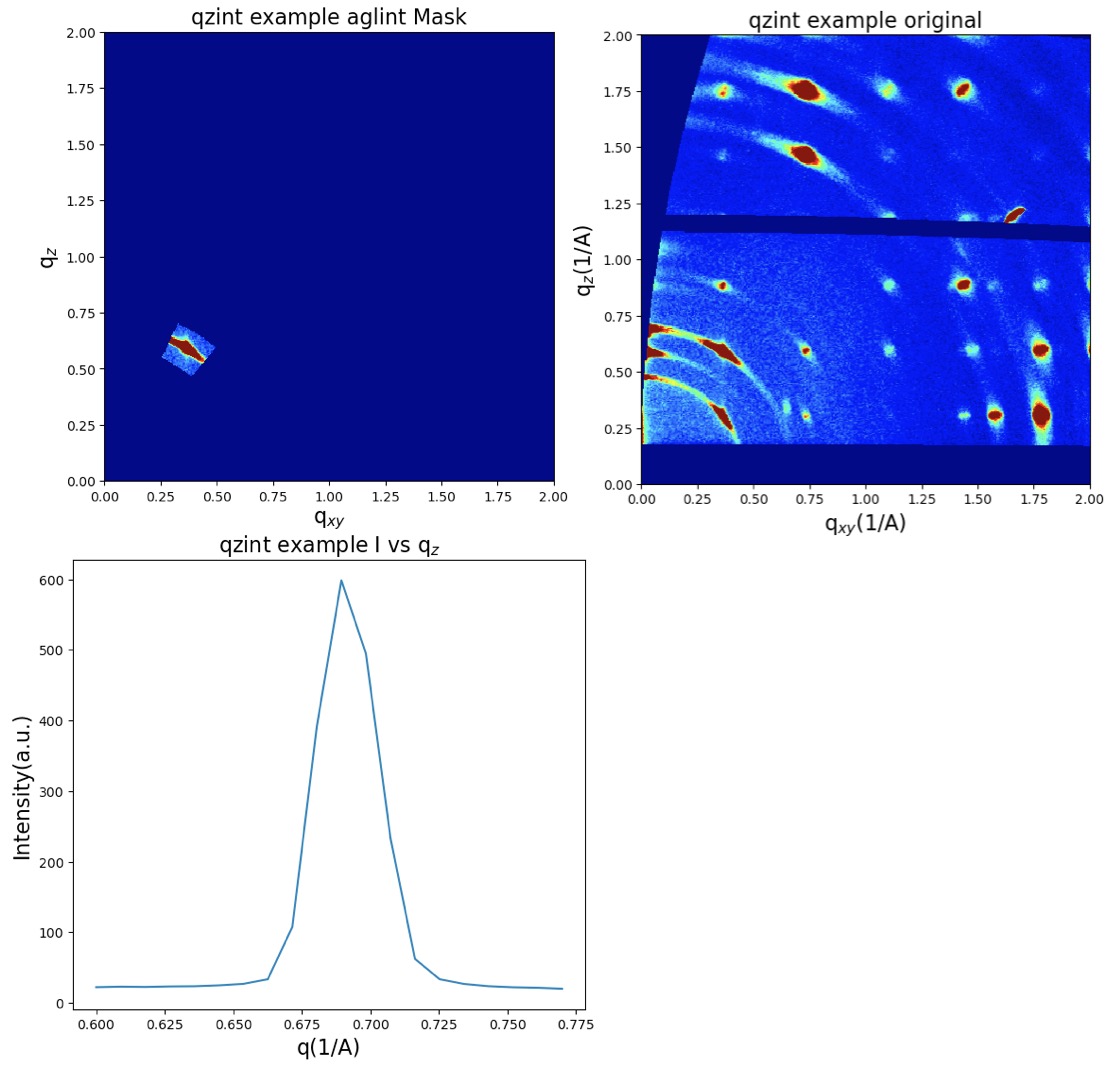 qzint example aglint Mask
2.00
1.75
1.50
1.25
1.00
0.75
0.50
0.25
0.00
q_z
0.00 0.25 0.50 0.75 1.00 1.25 1.50 1.75 2.00
q_xy
qzint example original
2.00
1.75
1.50
1.25
1.00
0.75
0.50
0.25
0.00
q_z(1/A)
0.00 0.25 0.50 0.75 1.00 1.25 1.50 1.75 2.00
q_xy(1/A)
qzint example I vs q_z
600
500
400
300
200
100
0
Intensity(a.u.)
0.600 0.625 0.650 0.675 0.700 0.725 0.750 0.775
q(1/A)